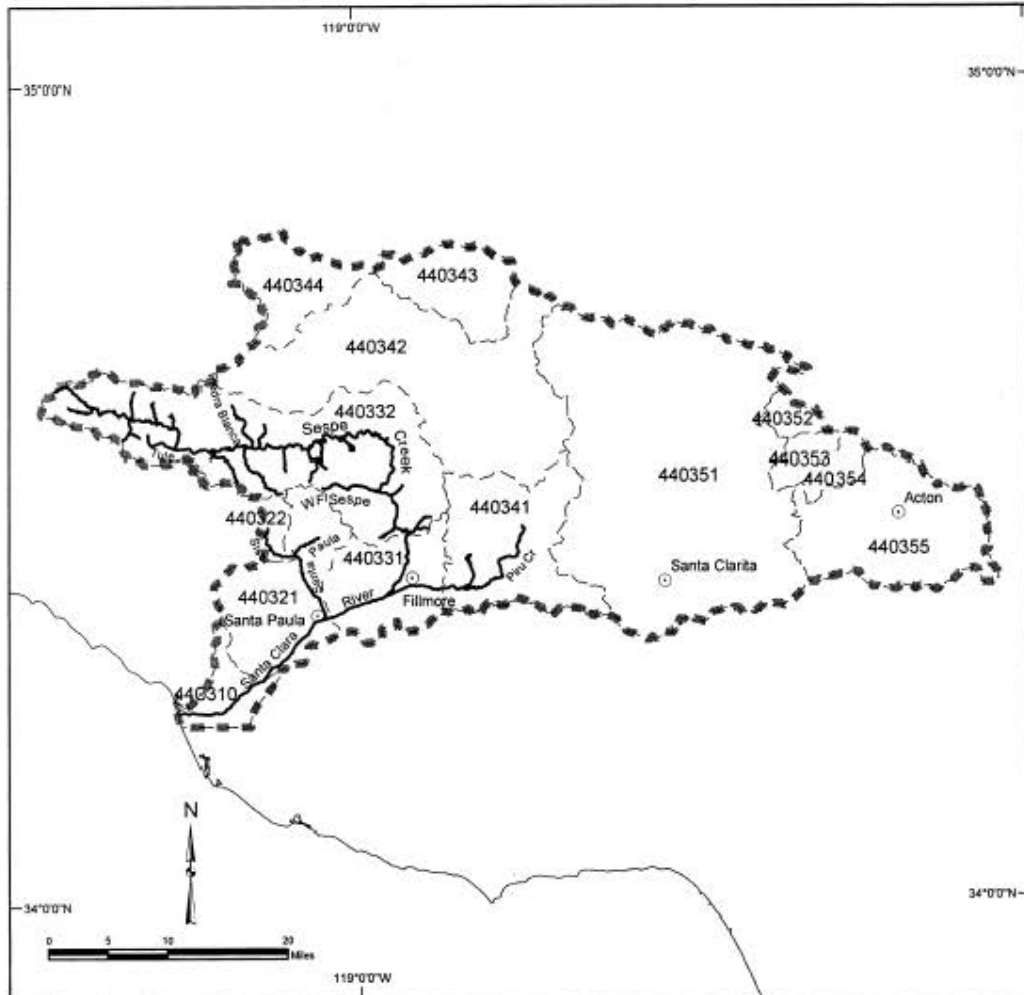 119°0'0"W
35°0'0"N
35°0'0"N
440344
440343
440342
440332
Sespe
Creek
440352
440353
440354
440351
Acton
W Fl Sespe
440341
440322
Paula
440331
440355
Piru Cr
Santa Clarita
Fillmore
440321
River
Santa Paula
Santa Clara
440310
N
34°0'0"N
34°0'0"N
0 5 10 20
Miles
119°0'0"W